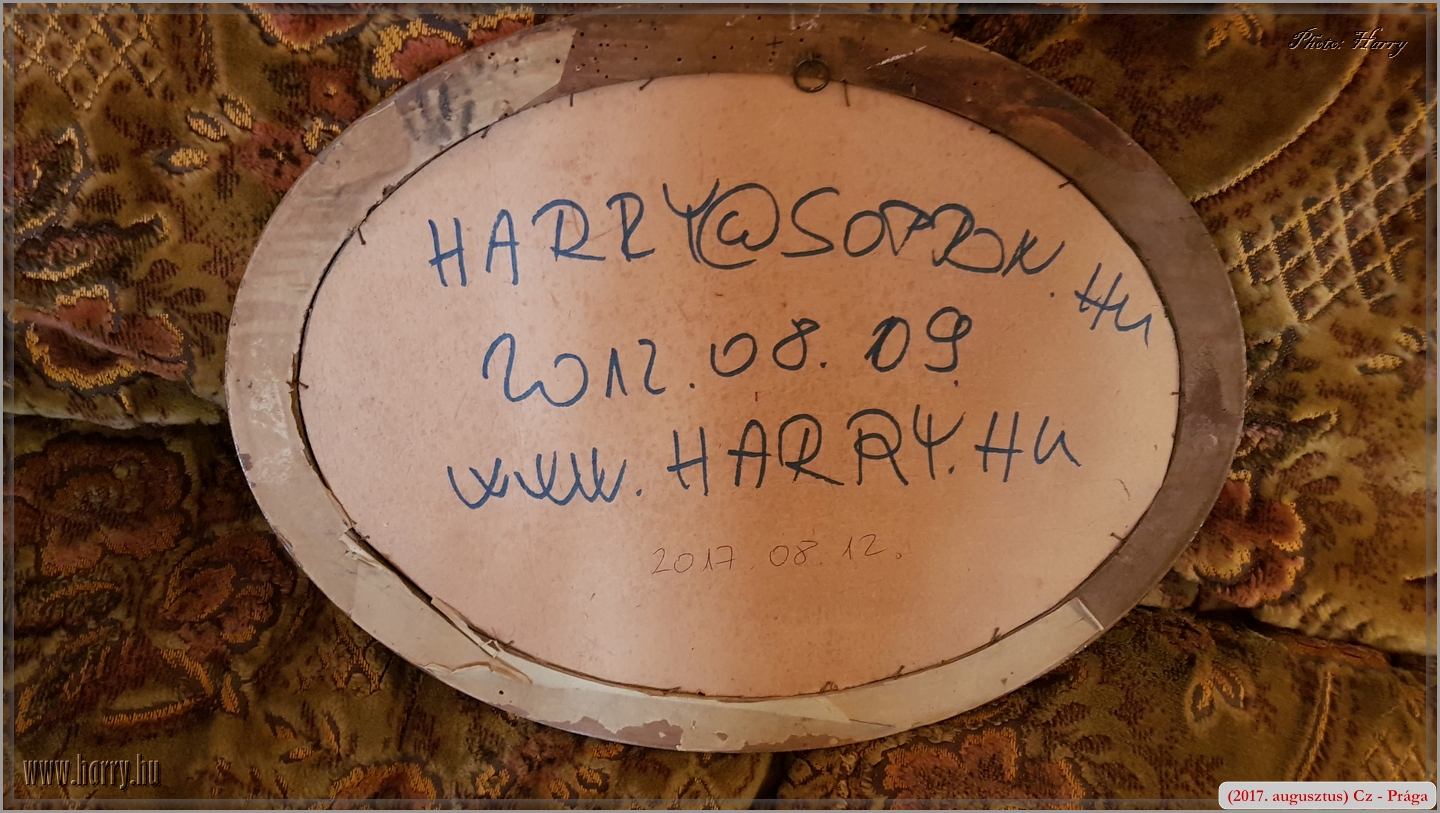 Photo: Harry
HARRY@SOPRON.HU
2012.08.09.
WWW.HARRY.HU
2017.08.12.
www.harry.hu
(2017. augusztus) Cz - Prága